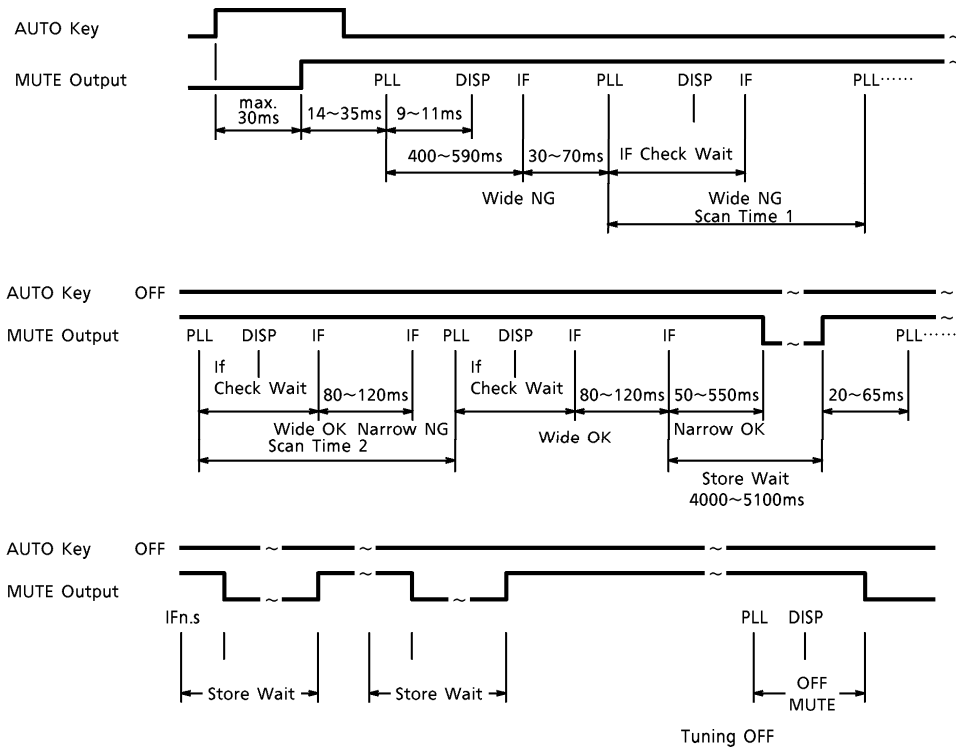 AUTO Key
MUTE Output
PLL DISP IF PLL DISP IF PLL……
max.
30ms
14~35ms 9~11ms
400~590ms 30~70ms IF Check Wait
Wide NG Wide NG
Scan Time 1
AUTO Key OFF
MUTE Output
PLL DISP IF IF PLL DISP IF IF PLL……
If If
Check Wait 80~120ms Check Wait 80~120ms 50~550ms 20~65ms
Wide OK Narrow NG Wide OK Narrow OK
Scan Time 2
Store Wait
4000~5100ms
AUTO Key OFF
MUTE Output
IFn.s PLL DISP
Store Wait Store Wait OFF
MUTE
Tuning OFF